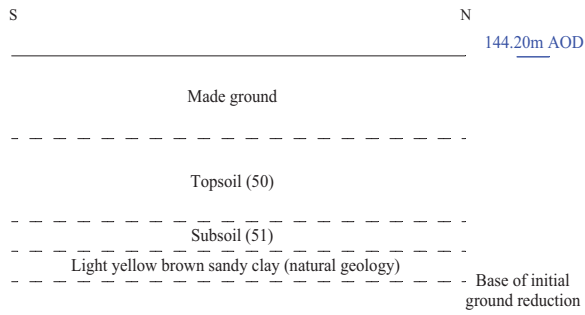 S
N
144.20m AOD
Made ground
Topsoil (50)
Subsoil (51)
Light yellow brown sandy clay (natural geology)
Base of initial
ground reduction